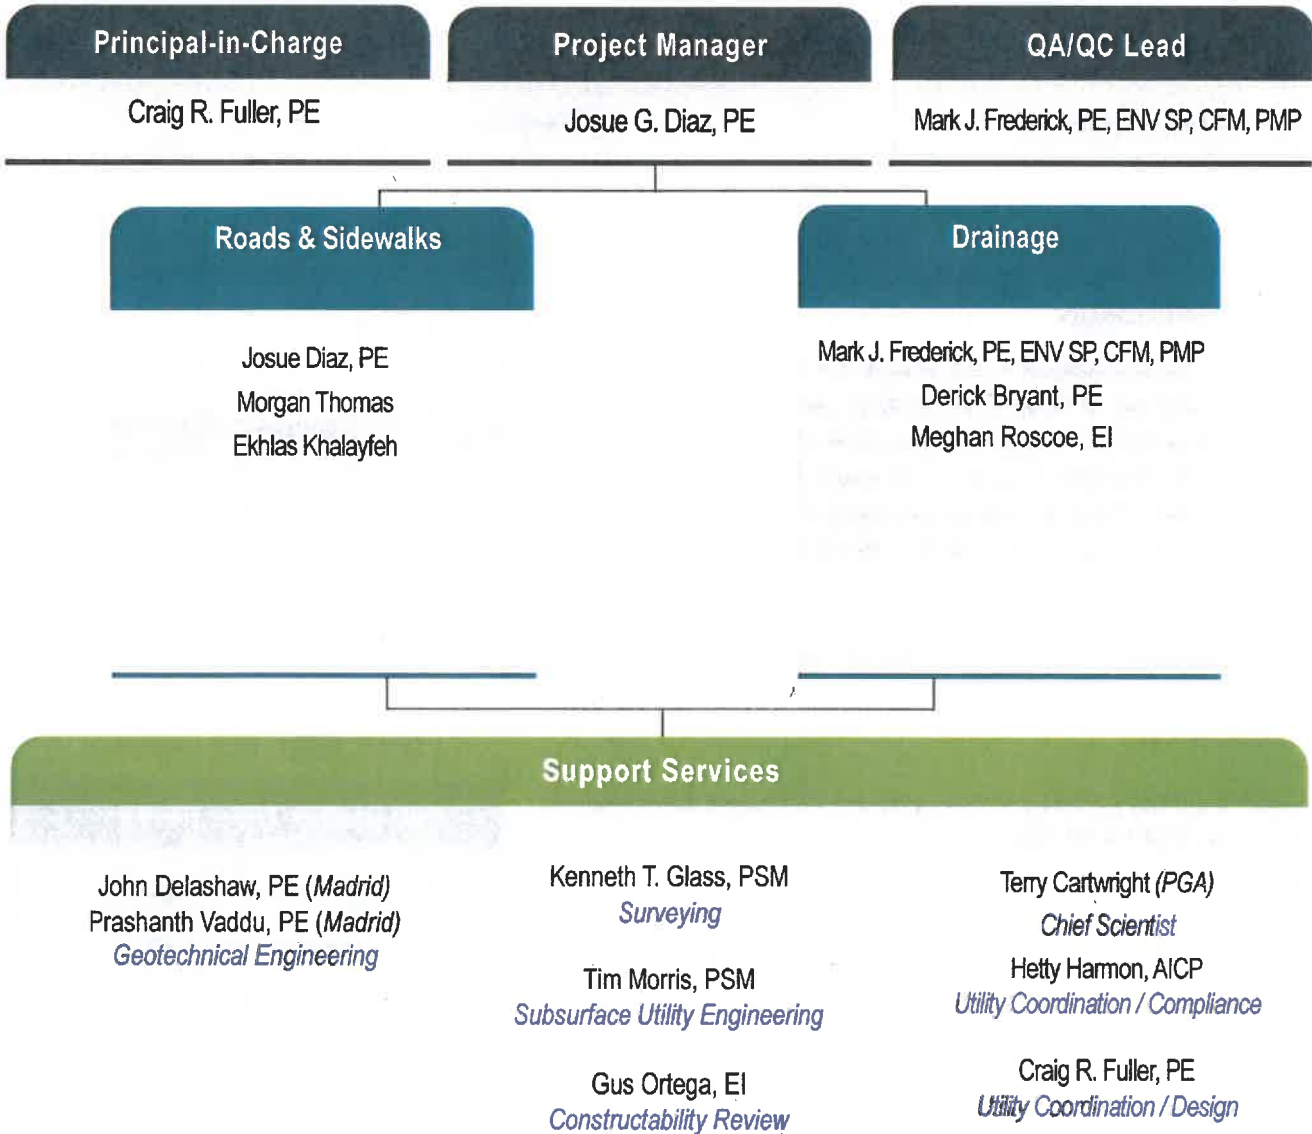 Principal-in-Charge
Craig R. Fuller, PE
Project Manager
Josue G. Diaz, PE
QA/QC Lead
Mark J. Frederick, PE, ENV SP, CFM, PMP
Roads & Sidewalks
Josue Diaz, PE
Morgan Thomas
Ekhlas Khalayfeh
Drainage
Mark J. Frederick, PE, ENV SP, CFM, PMP
Derick Bryant, PE
Meghan Roscoe, EI
Support Services
John Delashaw, PE (Madrid)
Prashanth Vaddu, PE (Madrid)
Geotechnical Engineering
Kenneth T. Glass, PSM
Surveying
Tim Morris, PSM
Subsurface Utility Engineering
Gus Ortega, EI
Constructability Review
Terry Cartwright (PGA)
Chief Scientist
Hetty Harmon, AICP
Utility Coordination / Compliance
Craig R. Fuller, PE
Utility Coordination / Design